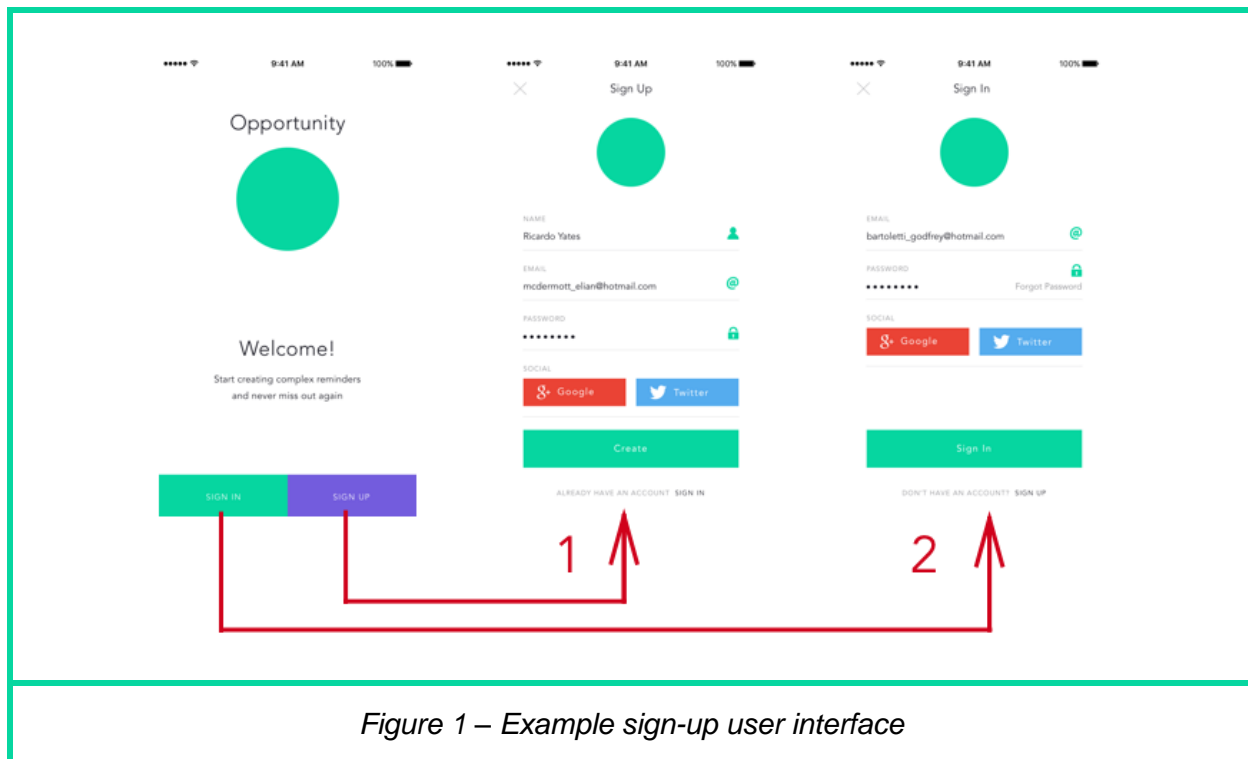 9:41 AM 100%
Opportunity
Welcome!
Start creating complex reminders
and never miss out again
SIGN IN SIGN UP
9:41 AM 100%
Sign Up
NAME
Ricardo Yates
EMAIL
mcdermott_elian@hotmail.com @
PASSWORD
••••••••
SOCIAL
g+ Google Twitter
Create
ALREADY HAVE AN ACCOUNT SIGN IN
1
9:41 AM 100%
Sign In
EMAIL
bartoletti_godfrey@hotmail.com @
PASSWORD
•••••••• Forgot Password
SOCIAL
g+ Google Twitter
Sign In
DON'T HAVE AN ACCOUNT? SIGN UP
2
Figure 1 – Example sign-up user interface